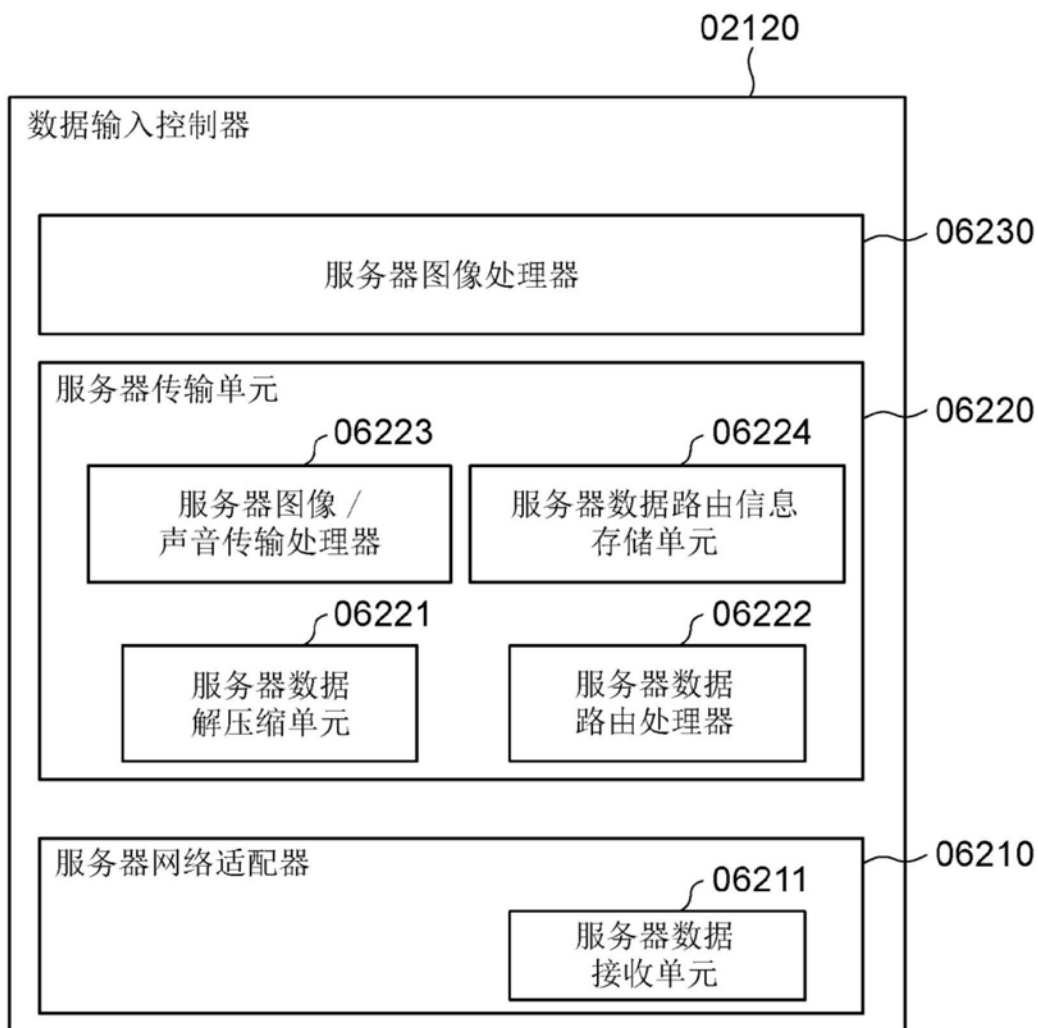 02120
数据输入控制器
06230
服务器图像处理器
服务器传输单元
06220
06223
06224
服务器图像 /
声音传输处理器
服务器数据路由信息
存储单元
06221
06222
服务器数据
解压缩单元
服务器数据
路由处理器
服务器网络适配器
06210
06211
服务器数据
接收单元